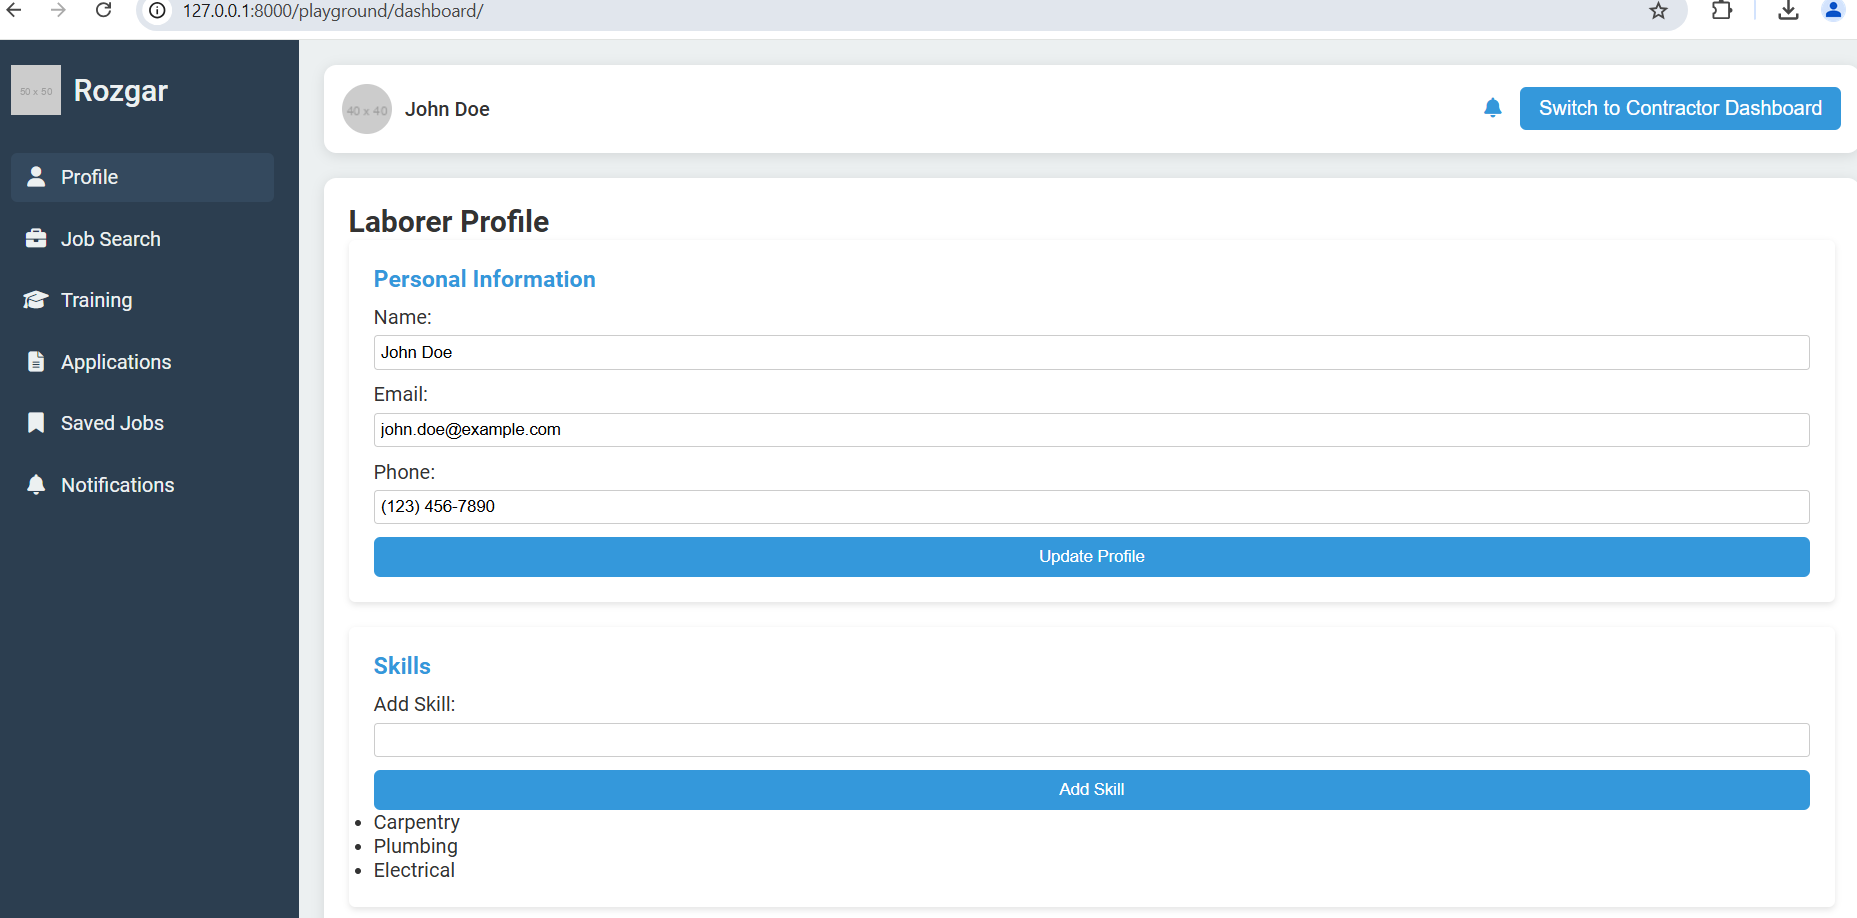 127.0.0.1:8000/playground/dashboard/
50 x 50
Rozgar
Profile
Job Search
Training
Applications
Saved Jobs
Notifications
40 x 40
John Doe
Switch to Contractor Dashboard
Laborer Profile
Personal Information
Name:
John Doe
Email:
john.doe@example.com
Phone:
(123) 456-7890
Update Profile
Skills
Add Skill:
Add Skill
Carpentry
Plumbing
Electrical